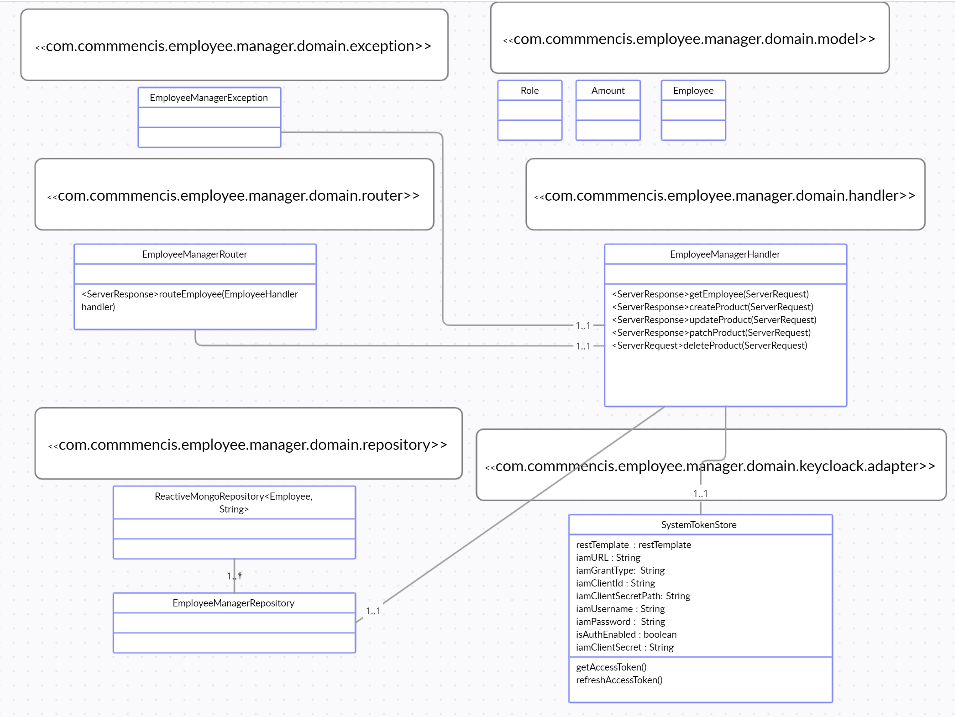 <<com.commmencis.employee.manager.domain.exception>>
<<com.commmencis.employee.manager.domain.model>>
EmployeeManagerException
Role
Amount
Employee
<<com.commmencis.employee.manager.domain.router>>
<<com.commmencis.employee.manager.domain.handler>>
EmployeeManagerRouter
<ServerResponse>routeEmployee(EmployeeHandler
handler)
EmployeeManagerHandler
<ServerResponse>getEmployee(ServerRequest)
<ServerResponse>createProduct(ServerRequest)
<ServerResponse>updateProduct(ServerRequest)
<ServerResponse>patchProduct(ServerRequest)
<ServerRequest>deleteProduct(ServerRequest)
1..1
1..1
<<com.commmencis.employee.manager.domain.repository>>
<<com.commmencis.employee.manager.domain.keycloack.adapter>>
ReactiveMongoRepository<Employee,
String>
1..*
EmployeeManagerRepository
1..1
1..1
SystemTokenStore
restTemplate : restTemplate
iamURL : String
iamGrantType: String
iamClientId : String
iamClientSecretPath: String
iamUsername : String
iamPassword : String
isAuthEnabled : boolean
iamClientSecret : String
getAccessToken()
refreshAccessToken()